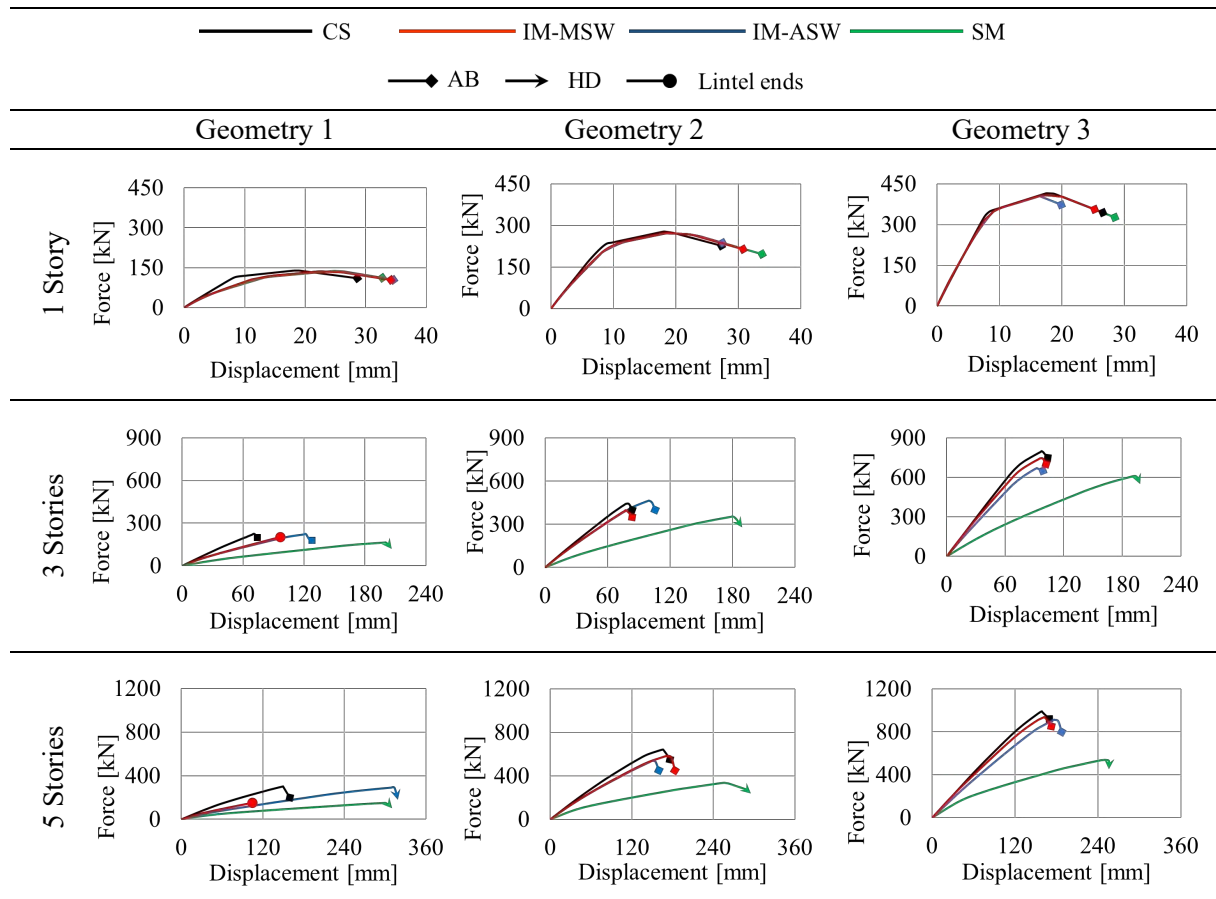 CS IM-MSW IM-ASW SM
AB HD Lintel ends
Geometry 1 Geometry 2 Geometry 3
1 Story
Force [kN]
450
300
150
0
0 10 20 30 40
Displacement [mm]
Force [kN]
450
300
150
0
0 10 20 30 40
Displacement [mm]
Force [kN]
450
300
150
0
0 10 20 30 40
Displacement [mm]
3 Stories
Force [kN]
900
600
300
0
0 60 120 180 240
Displacement [mm]
Force [kN]
900
600
300
0
0 60 120 180 240
Displacement [mm]
Force [kN]
900
600
300
0
0 60 120 180 240
Displacement [mm]
5 Stories
Force [kN]
1200
800
400
0
0 120 240 360
Displacement [mm]
Force [kN]
1200
800
400
0
0 120 240 360
Displacement [mm]
Force [kN]
1200
800
400
0
0 120 240 360
Displacement [mm]